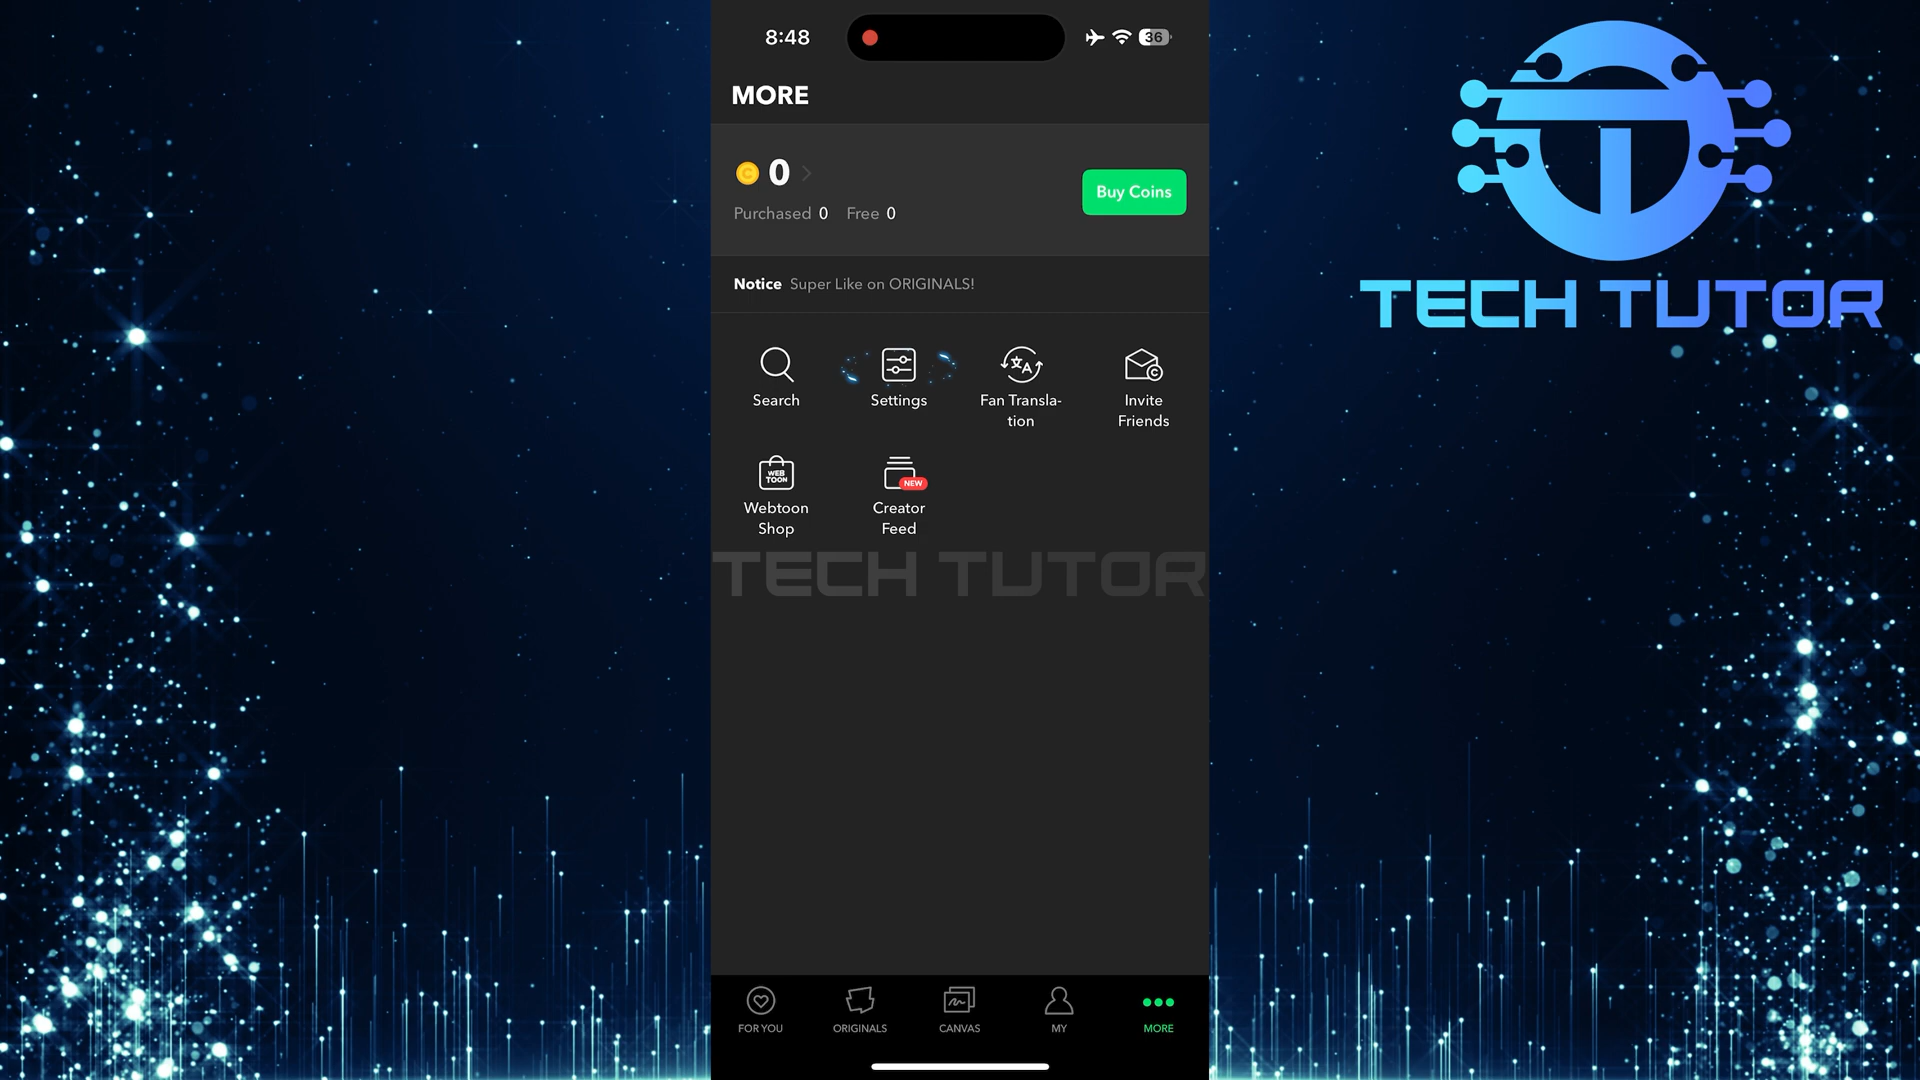 8:48
36
MORE
C 0
Buy Coins
Purchased 0 Free 0
Notice Super Like on ORIGINALS!
文A
C
Search
Settings
Fan Transla-
tion
Invite
Friends
WEB
TOON
NEW
Webtoon
Shop
Creator
Feed
TECH TUTOR
FOR YOU
ORIGINALS
CANVAS
MY
MORE
TECH TUTOR